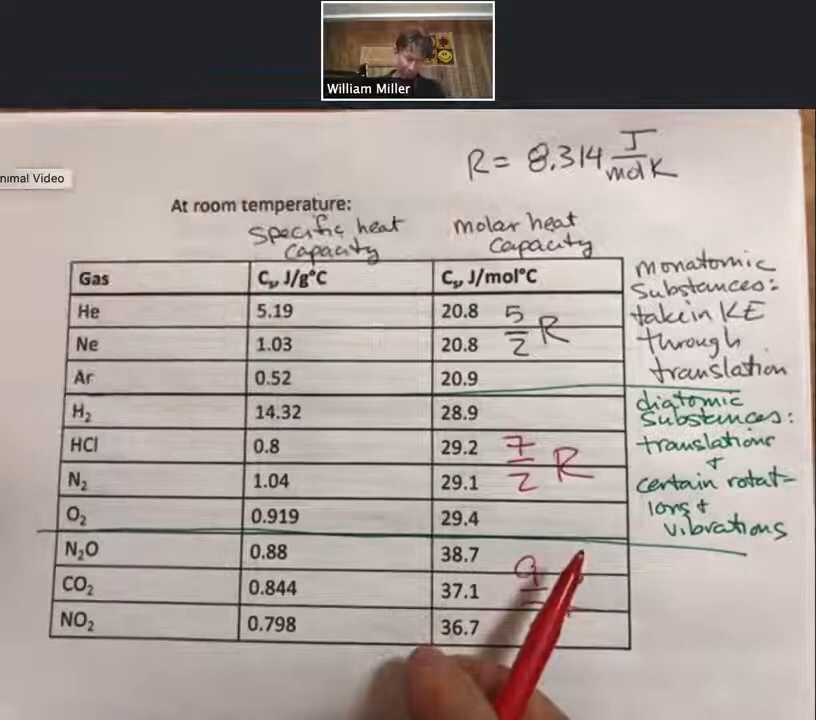 William Miller
nimal Video
R = 8.314 J/mol K
At room temperature:
specific heat capacity
molar heat capacity
Gas Cᵥ, J/g°C Cᵥ, J/mol°C
He 5.19 20.8
Ne 1.03 20.8
5/2 R
Ar 0.52 20.9
H₂ 14.32 28.9
HCl 0.8 29.2
N₂ 1.04 29.1
7/2 R
O₂ 0.919 29.4
N₂O 0.88 38.7
CO₂ 0.844 37.1
9
NO₂ 0.798 36.7
monatomic
substances:
take in KE
through
translation
diatomic
substances:
translations
+
certain rotat-
ions +
vibrations